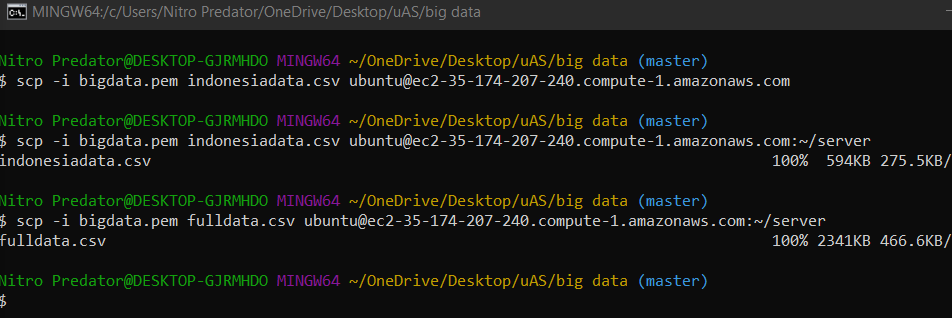 MINGW64:/c/Users/Nitro Predator/OneDrive/Desktop/uAS/big data
Nitro Predator@DESKTOP-GJRMHDO MINGW64 ~/OneDrive/Desktop/uAS/big data (master)
$ scp -i bigdata.pem indonesiadata.csv ubuntu@ec2-35-174-207-240.compute-1.amazonaws.com
Nitro Predator@DESKTOP-GJRMHDO MINGW64 ~/OneDrive/Desktop/uAS/big data (master)
$ scp -i bigdata.pem indonesiadata.csv ubuntu@ec2-35-174-207-240.compute-1.amazonaws.com:~/server
indonesiadata.csv 100% 594KB 275.5KB/
Nitro Predator@DESKTOP-GJRMHDO MINGW64 ~/OneDrive/Desktop/uAS/big data (master)
$ scp -i bigdata.pem fulldata.csv ubuntu@ec2-35-174-207-240.compute-1.amazonaws.com:~/server
fulldata.csv 100% 2341KB 466.6KB/
Nitro Predator@DESKTOP-GJRMHDO MINGW64 ~/OneDrive/Desktop/uAS/big data (master)
$